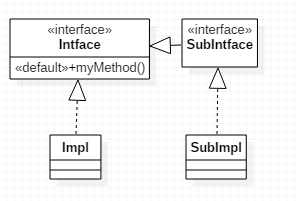 «interface»
Intface
«default»+myMethod()
«interface»
SubIntface
Impl
SubImpl